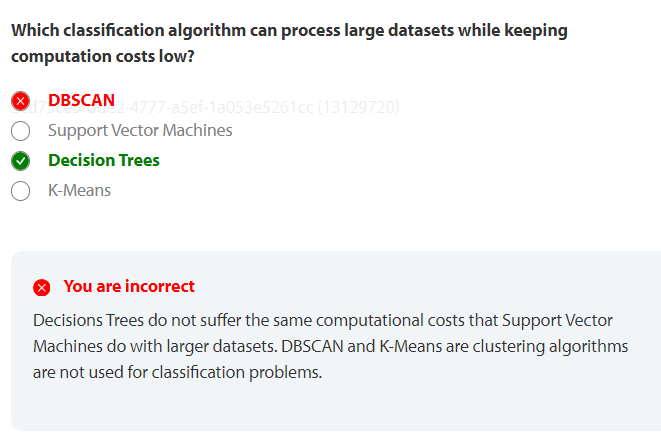 Which classification algorithm can process large datasets while keeping
computation costs low?
DBSCAN
-4777-a5ef-1a053e5261cc (13129720)
Support Vector Machines
Decision Trees
K-Means
You are incorrect
Decisions Trees do not suffer the same computational costs that Support Vector
Machines do with larger datasets. DBSCAN and K-Means are clustering algorithms
are not used for classification problems.